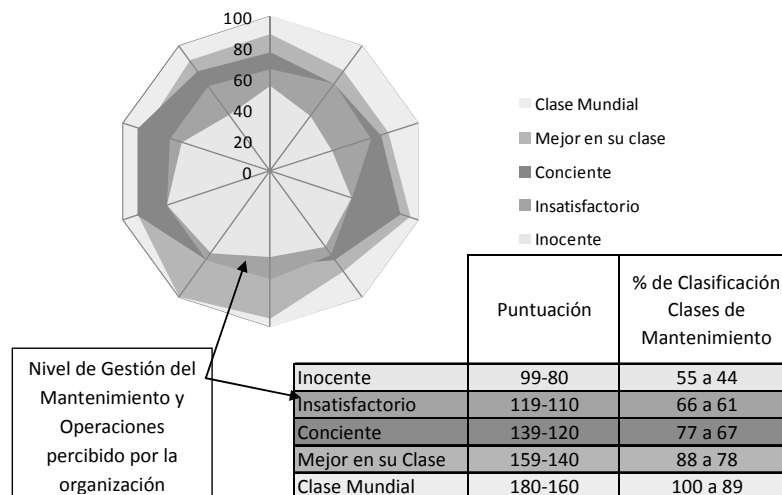 100
80
60
40
20
0
Clase Mundial
Mejor en su clase
Conciente
Insatisfactorio
Inocente
Puntuación
% de Clasificación
Clases de
Mantenimiento
Inocente 99-80 55 a 44
Insatisfactorio 119-110 66 a 61
Conciente 139-120 77 a 67
Mejor en su Clase 159-140 88 a 78
Clase Mundial 180-160 100 a 89
Nivel de Gestión del
Mantenimiento y
Operaciones
percibido por la
organización